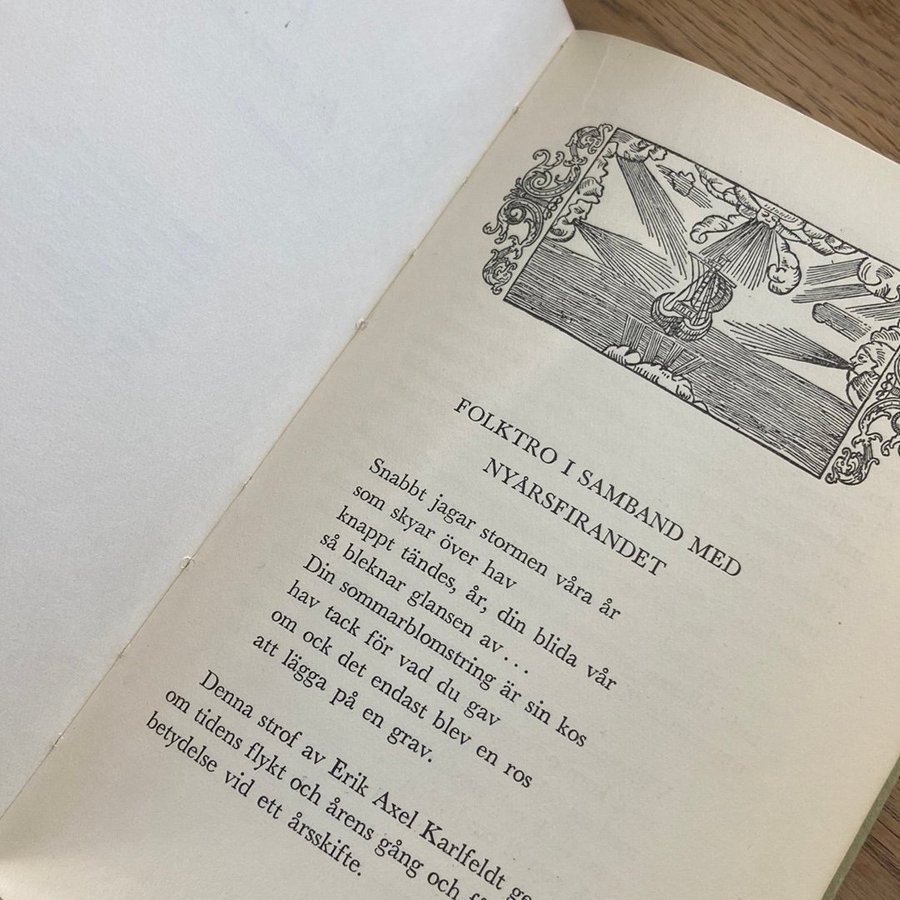 FOLKTRO I SAMBAND MED
NYÅRSFIRANDET
Snabbt jagar stormen våra år
som skyar över hav
knappt tändes, år, din blida vår
så bleknar glansen av...
Din sommarblomstring är sin kos
hav tack för vad du gav
om ock det endast blev en ros
att lägga på en grav.
Denna strof av Erik Axel Karlfeldt
om tidens flykt och årens gång och
betydelse vid ett årsskifte.